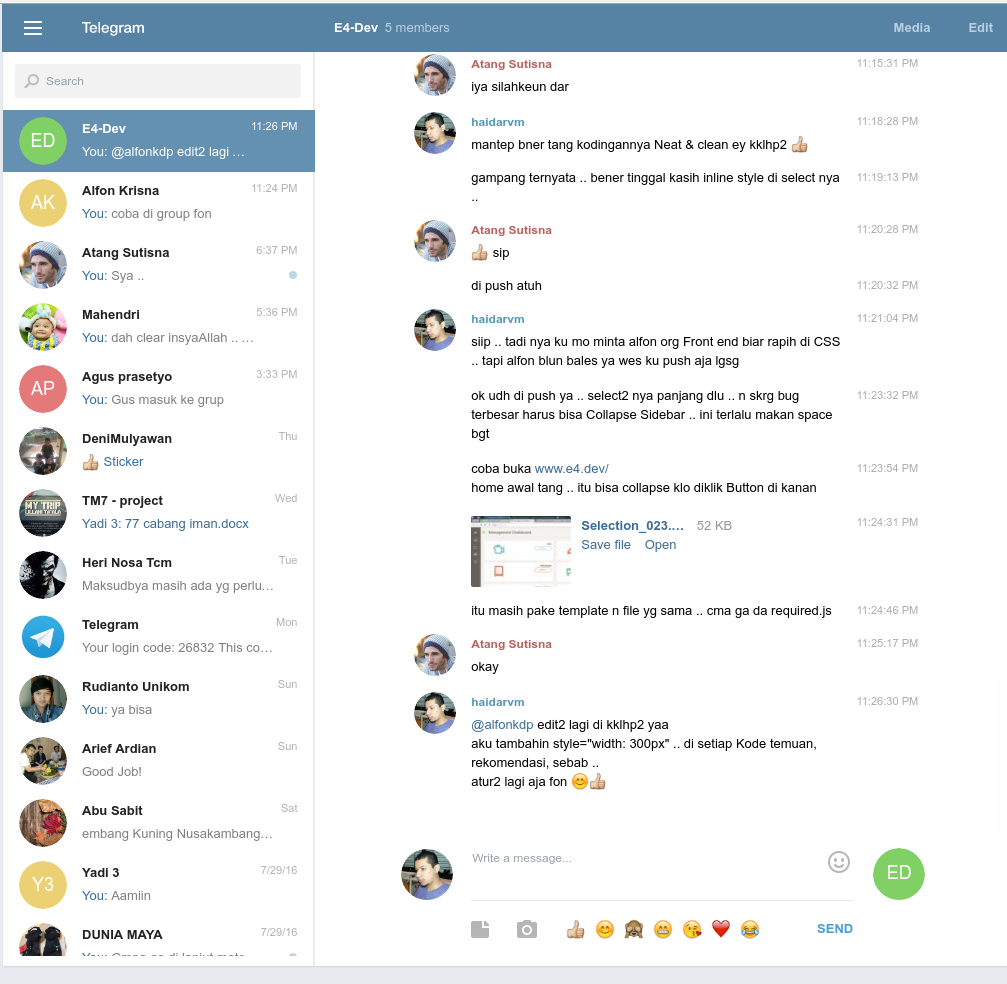 Telegram
E4-Dev 5 members
Media
Edit
Search
ED
E4-Dev
11:26 PM
You: @alfonkdp edit2 lagi …
AK
Alfon Krisna
11:24 PM
You: coba di group fon
Atang Sutisna
6:37 PM
You: Sya ..
Mahendri
5:36 PM
You: dah clear insyaAllah .. …
AP
Agus prasetyo
3:33 PM
You: Gus masuk ke grup
DeniMulyawan
Thu
👍 Sticker
TM7 - project
Wed
Yadi 3: 77 cabang iman.docx
MY TRIP
Heri Nosa Tcm
Tue
Maksudbya masih ada yg perlu…
Telegram
Mon
Your login code: 26832 This co…
Rudianto Unikom
Sun
You: ya bisa
Arief Ardian
Sun
Good Job!
Abu Sabit
Sat
embang Kuning Nusakambang…
Y3
Yadi 3
7/29/16
You: Aamiin
DUNIA MAYA
7/29/16
Atang Sutisna
11:15:31 PM
iya silahkeun dar
haidarvm
11:18:28 PM
mantep bner tang kodingannya Neat & clean ey kklhp2 👍
gampang ternyata .. bener tinggal kasih inline style di select nya
11:19:13 PM
..
Atang Sutisna
11:20:28 PM
👍 sip
di push atuh
11:20:32 PM
haidarvm
11:21:04 PM
siip .. tadi nya ku mo minta alfon org Front end biar rapih di CSS
.. tapi alfon blun bales ya wes ku push aja lgsg
ok udh di push ya .. select2 nya panjang dlu .. n skrg bug
11:23:32 PM
terbesar harus bisa Collapse Sidebar .. ini terlalu makan space
bgt
coba buka www.e4.dev/
11:23:54 PM
home awal tang .. itu bisa collapse klo diklik Button di kanan
Selection_023.... 52 KB
11:24:31 PM
Save file Open
itu masih pake template n file yg sama .. cma ga da required.js
11:24:46 PM
Atang Sutisna
11:25:17 PM
okay
haidarvm
11:26:30 PM
@alfonkdp edit2 lagi di kklhp2 yaa
aku tambahin style="width: 300px" .. di setiap Kode temuan,
rekomendasi, sebab ..
atur2 lagi aja fon 😊👍
Write a message...
ED
SEND